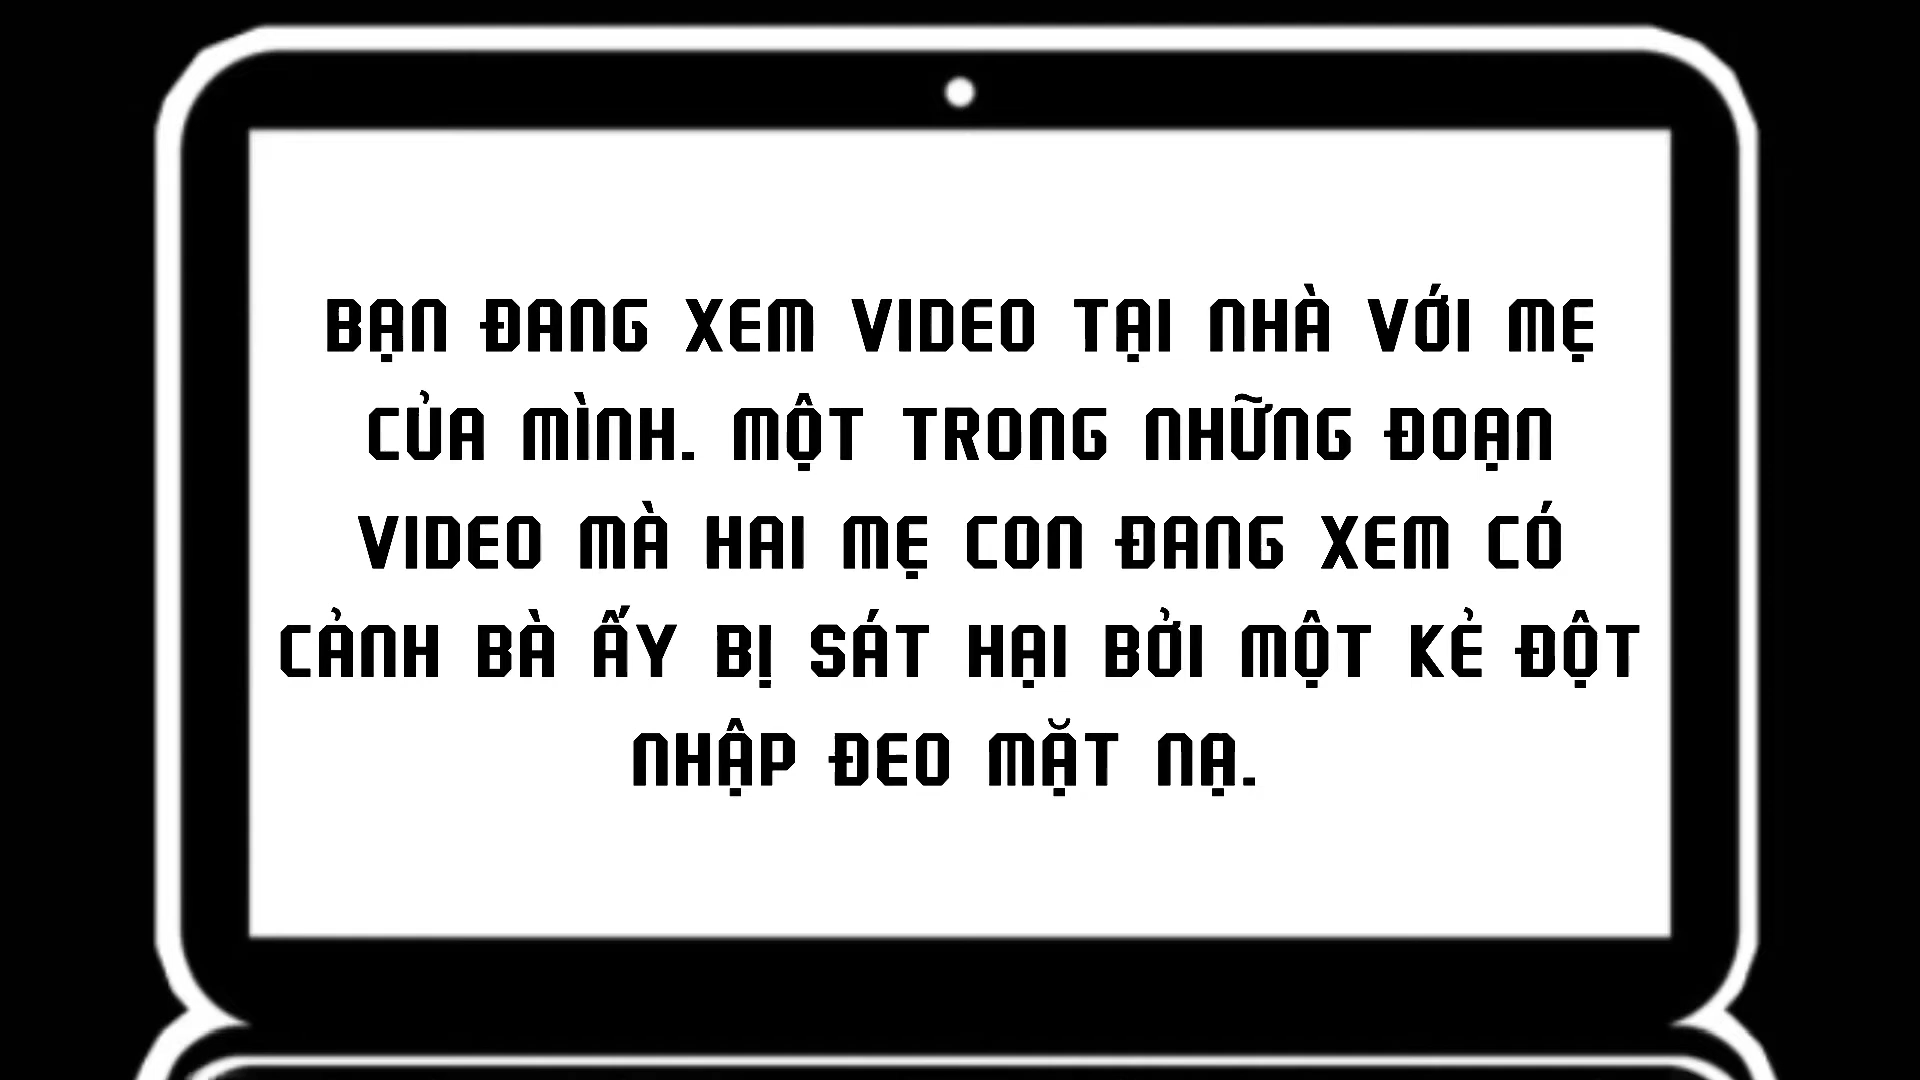 BẠN ĐANG XEM VIDEO TẠI NHÀ VỚI MẸ
CỦA MÌNH. MỘT TRONG NHỮNG ĐOẠN
VIDEO MÀ HAI MẸ CON ĐANG XEM CÓ
CẢNH BÀ ẤY BỊ SÁT HẠI BỞI MỘT KẺ ĐỘT
NHẬP ĐEO MẶT NẠ.